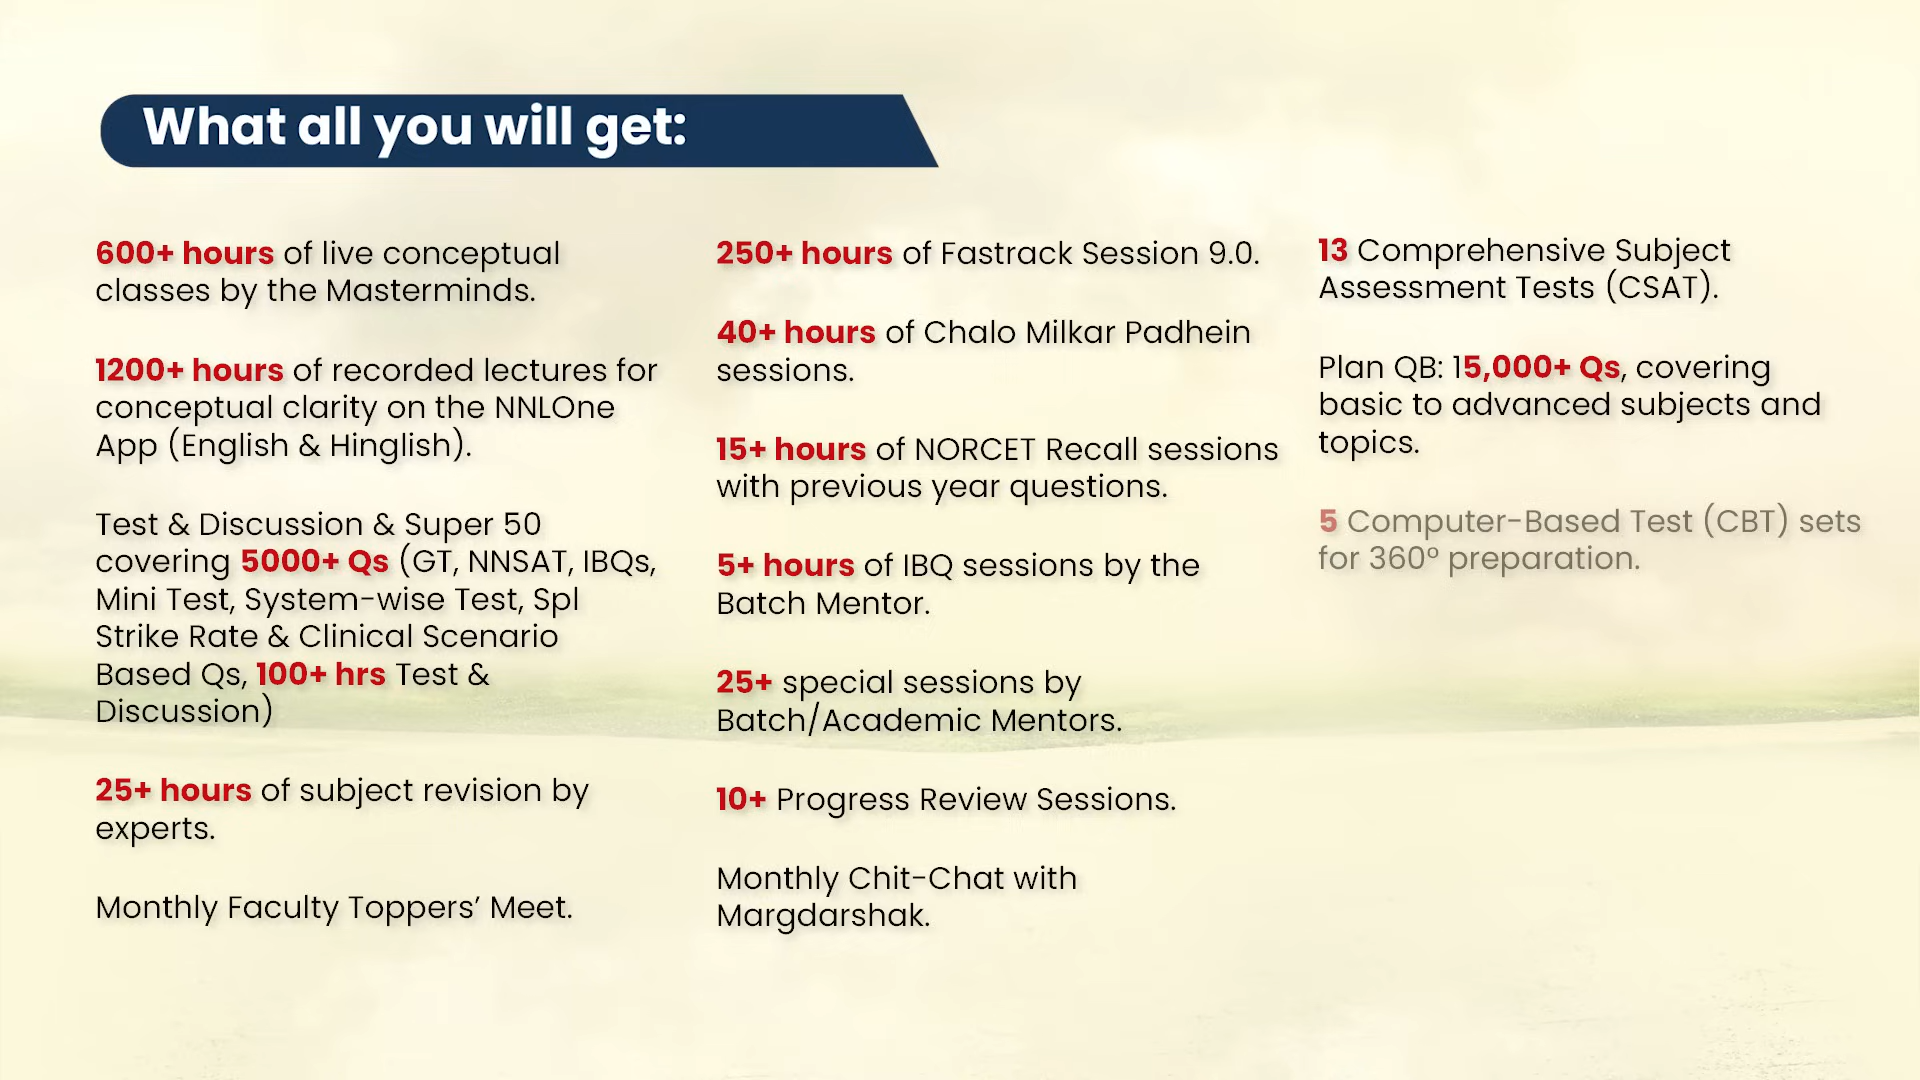 What all you will get:
600+ hours of live conceptual
classes by the Masterminds.
1200+ hours of recorded lectures for
conceptual clarity on the NNLOne
App (English & Hinglish).
Test & Discussion & Super 50
covering 5000+ Qs (GT, NNSAT, IBQs,
Mini Test, System-wise Test, Spl
Strike Rate & Clinical Scenario
Based Qs, 100+ hrs Test &
Discussion)
25+ hours of subject revision by
experts.
Monthly Faculty Toppers’ Meet.
250+ hours of Fastrack Session 9.0.
40+ hours of Chalo Milkar Padhein
sessions.
15+ hours of NORCET Recall sessions
with previous year questions.
5+ hours of IBQ sessions by the
Batch Mentor.
25+ special sessions by
Batch/Academic Mentors.
10+ Progress Review Sessions.
Monthly Chit-Chat with
Margdarshak.
13 Comprehensive Subject
Assessment Tests (CSAT).
Plan QB: 15,000+ Qs, covering
basic to advanced subjects and
topics.
5 Computer-Based Test (CBT) sets
for 360° preparation.